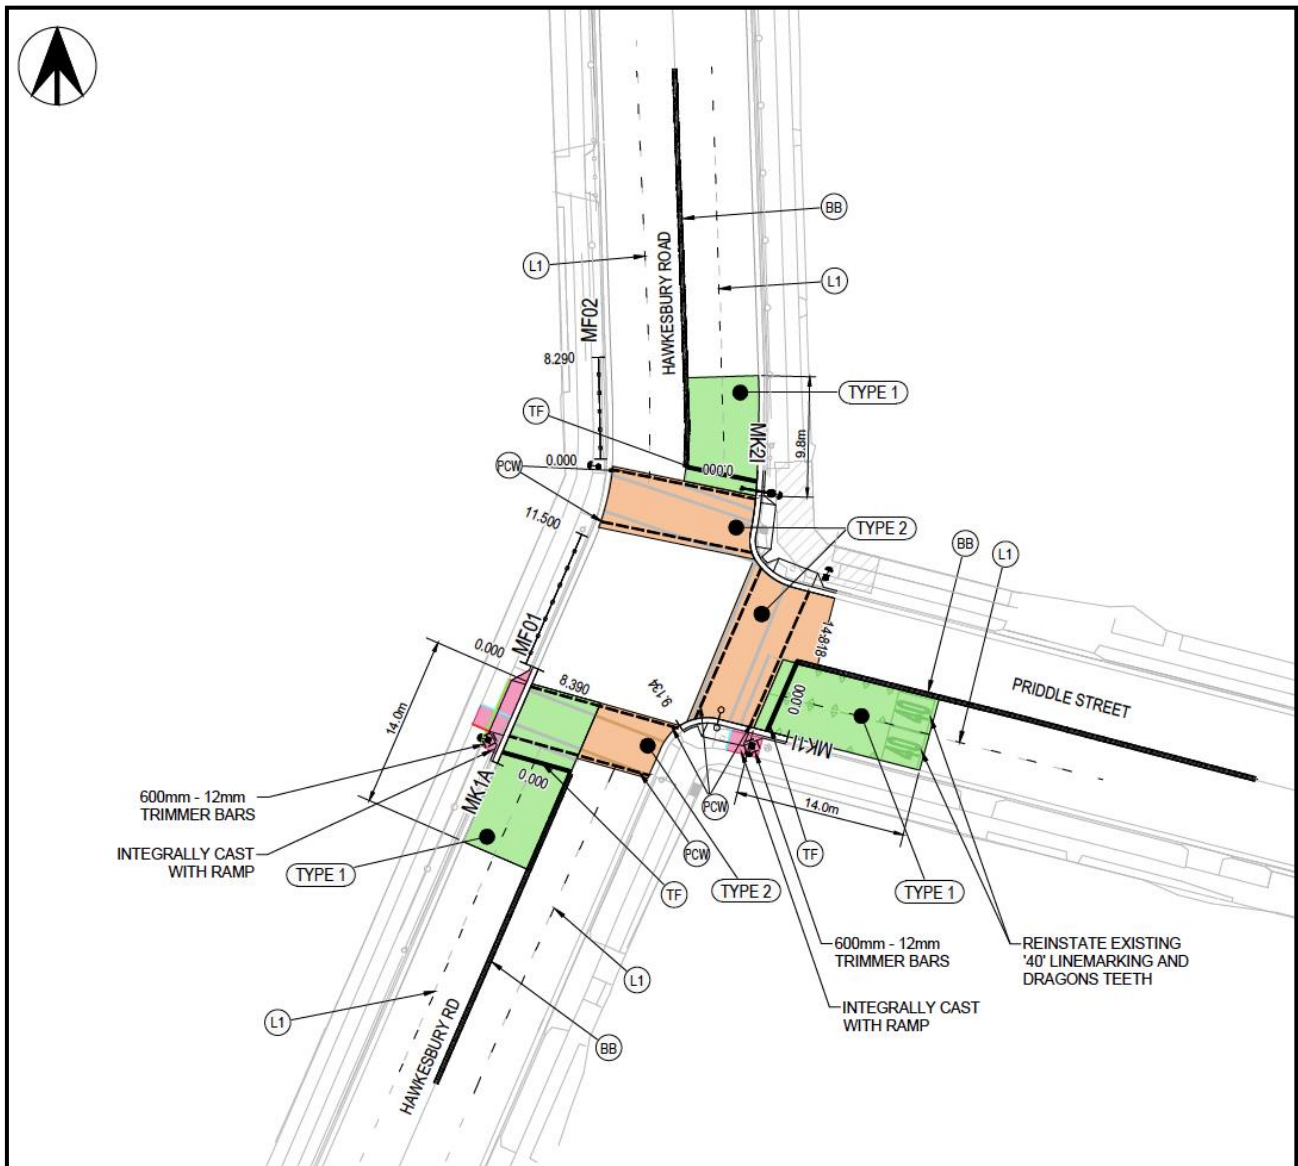 BB
L1
L1
HAWKESBURY ROAD
MF02
8.290
TYPE 1
TF
MK2I
9.8m
0.000
PCW
0.000
11.500
TYPE 2
BB
L1
MF01
14.818
0.000
PRIDDLE STREET
8.390
9.134
0.000
40
40
14.0m
MK1I
MK1A
0.000
600mm - 12mm
TRIMMER BARS
14.0m
PCW
INTEGRALLY CAST
WITH RAMP
PCW
TF
TYPE 1
TYPE 2
TYPE 1
TF
600mm - 12mm
TRIMMER BARS
REINSTATE EXISTING
'40' LINEMARKING AND
DRAGONS TEETH
L1
INTEGRALLY CAST
WITH RAMP
L1
BB
HAWKESBURY RD